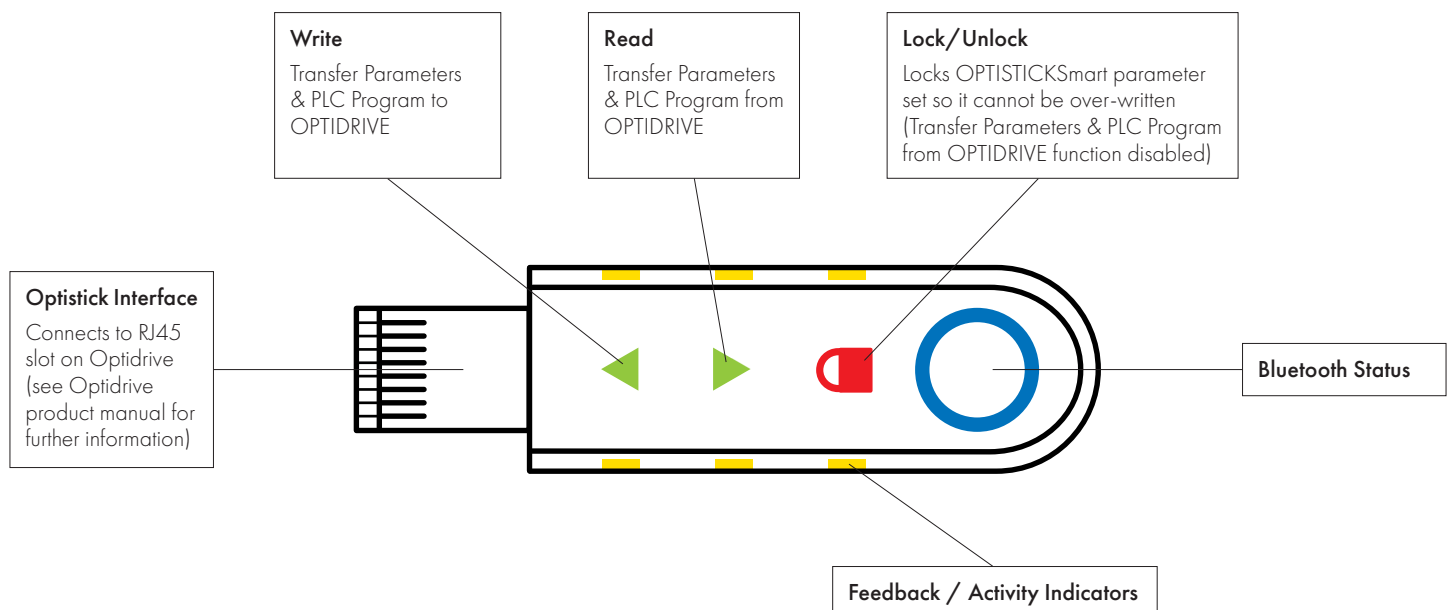 Write
Transfer Parameters
& PLC Program to
OPTIDRIVE
Read
Transfer Parameters
& PLC Program from
OPTIDRIVE
Lock/Unlock
Locks OPTISTICKSmart parameter
set so it cannot be over-written
(Transfer Parameters & PLC Program
from OPTIDRIVE function disabled)
Optistick Interface
Connects to RJ45
slot on Optidrive
(see Optidrive
product manual for
further information)
Bluetooth Status
Feedback / Activity Indicators